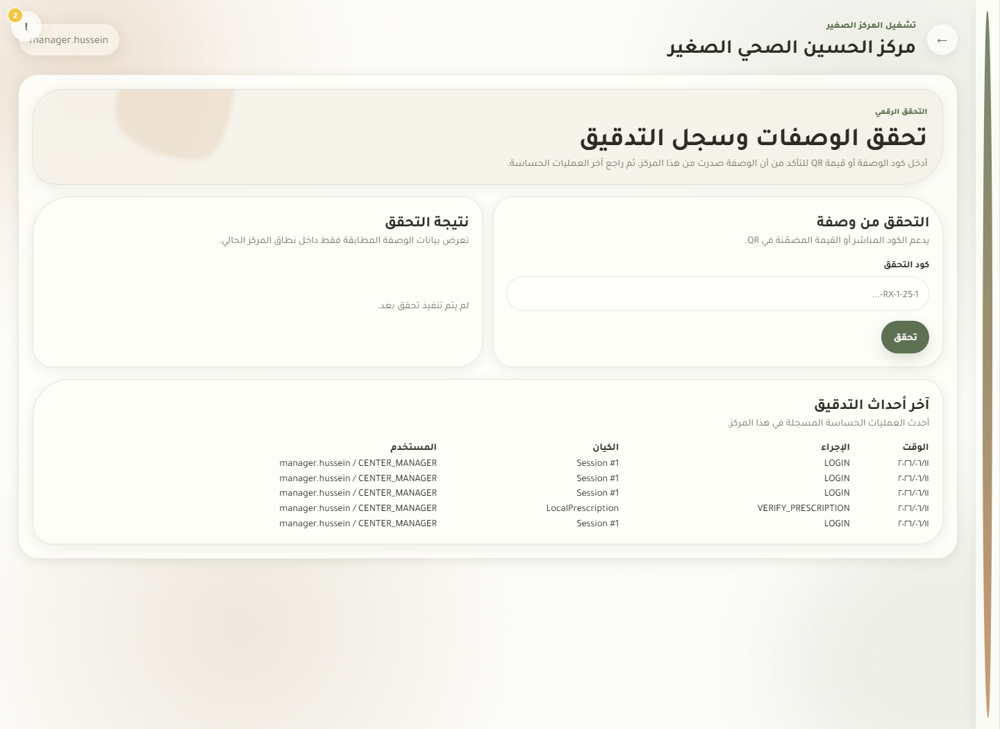 ←
تشغيل المركز الصغير
مركز الحسين الصحي الصغير
2
!
manager.hussein
التحقق الرقمي
تحقق الوصفات وسجل التدقيق
أدخل كود الوصفة أو قيمة QR للتأكد من أن الوصفة صدرت من هذا المركز، ثم راجع آخر العمليات الحساسة.
التحقق من وصفة
يدعم الكود المباشر أو القيمة المضمّنة في QR.
كود التحقق
RX-1-25-1-...
تحقق
نتيجة التحقق
تعرض بيانات الوصفة المطابقة فقط داخل نطاق المركز الحالي.
لم يتم تنفيذ تحقق بعد.
آخر أحداث التدقيق
أحدث العمليات الحساسة المسجلة في هذا المركز.
الوقت الإجراء الكيان المستخدم
٢٠٢٦/٠٦/١١ LOGIN Session #1 manager.hussein / CENTER_MANAGER
٢٠٢٦/٠٦/١١ LOGIN Session #1 manager.hussein / CENTER_MANAGER
٢٠٢٦/٠٦/١١ LOGIN Session #1 manager.hussein / CENTER_MANAGER
٢٠٢٦/٠٦/١١ VERIFY_PRESCRIPTION LocalPrescription manager.hussein / CENTER_MANAGER
٢٠٢٦/٠٦/١١ LOGIN Session #1 manager.hussein / CENTER_MANAGER